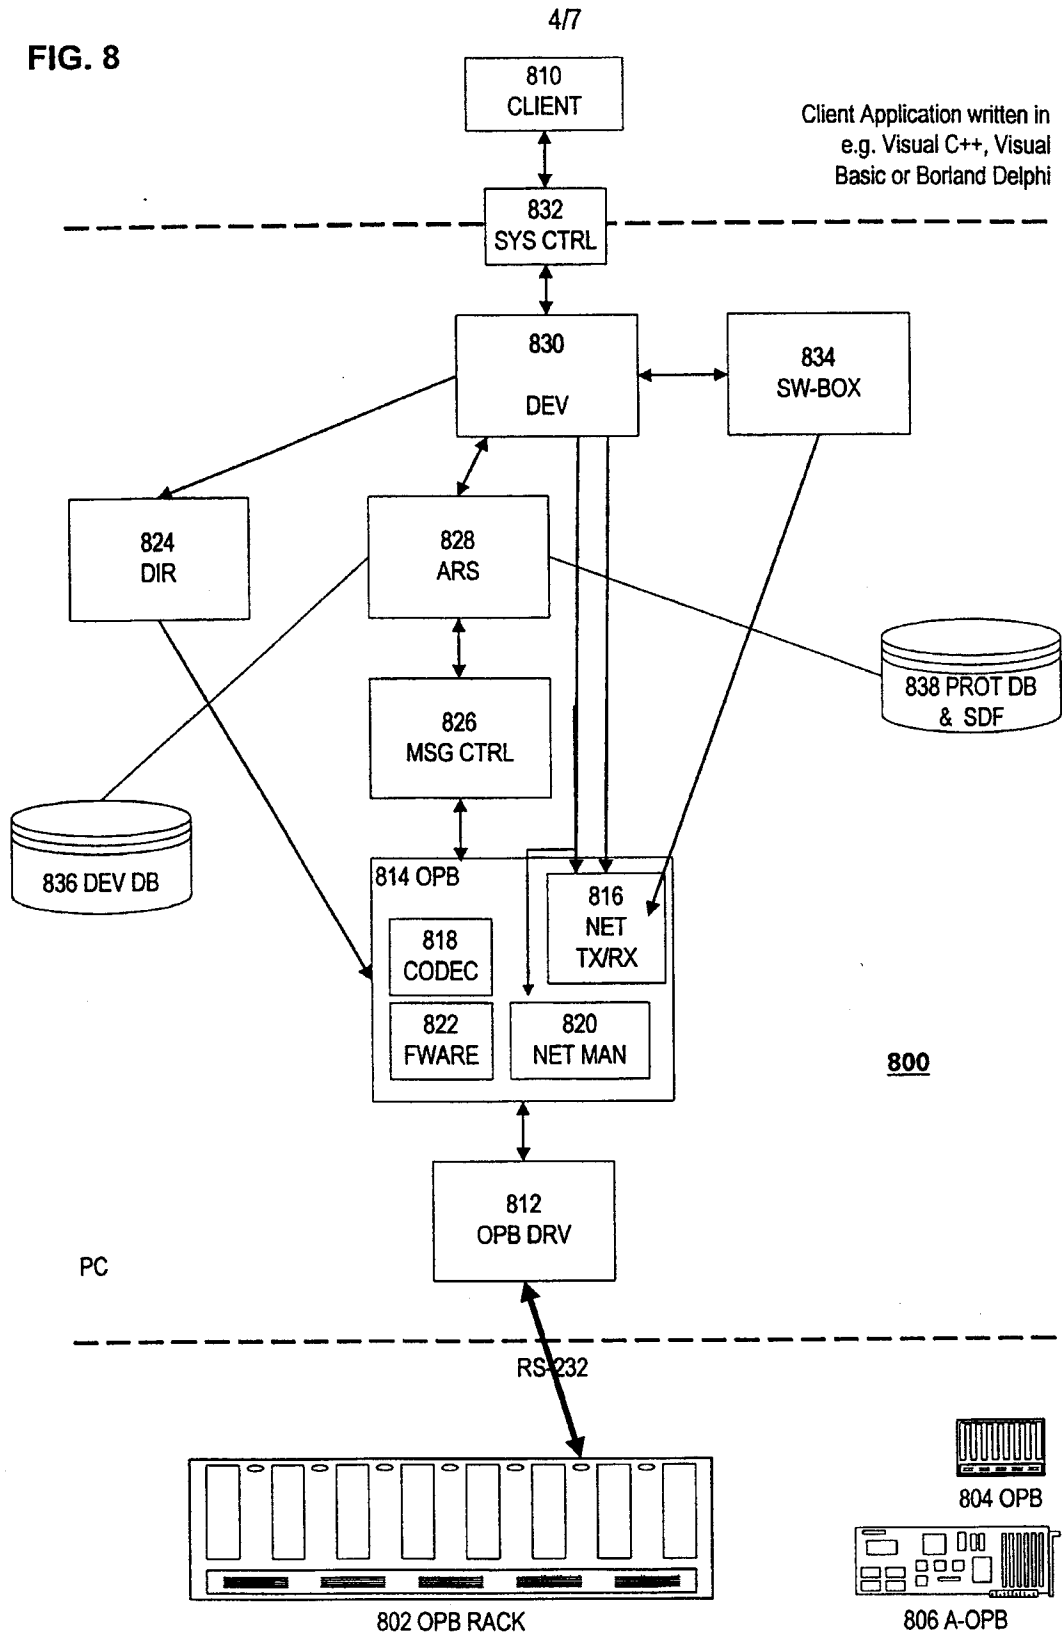 4/7
FIG. 8
810
CLIENT
Client Application written in
e.g. Visual C++, Visual
Basic or Borland Delphi
832
SYS CTRL
830
DEV
834
SW-BOX
824
DIR
828
ARS
838 PROT DB
& SDF
826
MSG CTRL
836 DEV DB
814 OPB
816
NET
TX/RX
818
CODEC
822
FWARE
820
NET MAN
800
812
OPB DRV
PC
RS-232
804 OPB
802 OPB RACK
806 A-OPB